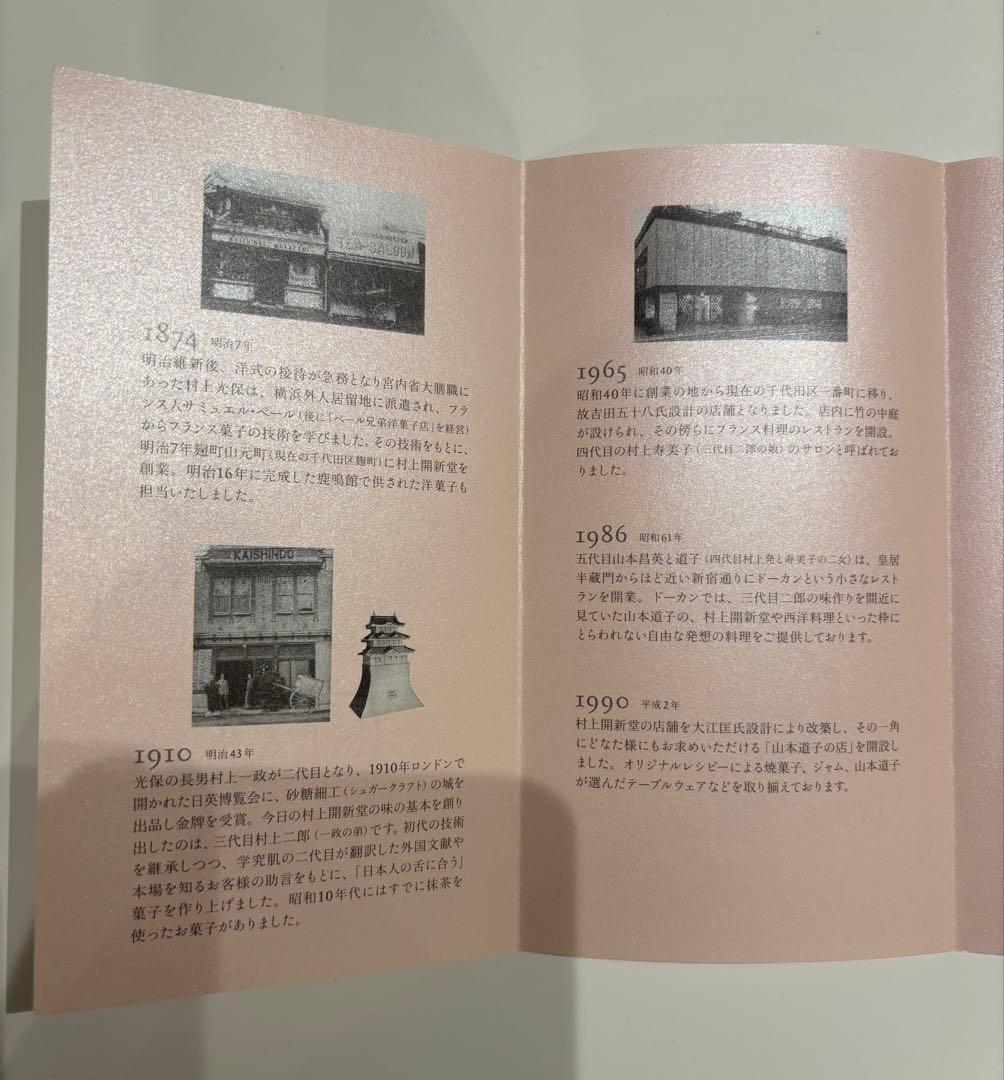 TEA-SALOON
1874 明治7年
明治維新後、洋式の接待が急務となり宮内省大膳職に
あった村上光保は、横浜外人居留地に派遣され、フラ
ンス人サミュエル・ペール(後に「ペール兄弟洋菓子店」を経営)
からフランス菓子の技術を学びました。その技術をもとに、
明治7年麹町山元町(現在の千代田区麹町)に村上開新堂を
創業。明治16年に完成した鹿鳴館で供された洋菓子も
担当いたしました。
KAISHINDO
1910 明治43年
光保の長男村上一政が二代目となり、1910年ロンドンで
開かれた日英博覧会に、砂糖細工(シュガークラフト)の城を
出品し金牌を受賞。今日の村上開新堂の味の基本を創り
出したのは、三代目村上二郎(一政の弟)です。初代の技術
を継承しつつ、学究肌の二代目が翻訳した外国文献や
本場を知るお客様の助言をもとに、「日本人の舌に合う」
菓子を作り上げました。昭和10年代にはすでに抹茶を
使ったお菓子がありました。
1965 昭和40年
昭和40年に創業の地から現在の千代田区一番町に移り、
故吉田五十八氏設計の店舗となりました。店内に竹の中庭
が設けられ、その傍らにフランス料理のレストランを開設。
四代目の村上寿美子(三代目二郎の娘)のサロンと呼ばれてお
りました。
1986 昭和61年
五代目山本昌英と道子(四代目村上発と寿美子の二女)は、皇居
半蔵門からほど近い新宿通りにドーカンという小さなレスト
ランを開業。ドーカンでは、三代目二郎の味作りを間近に
見ていた山本道子の、村上開新堂や西洋料理といった枠に
とらわれない自由な発想の料理をご提供しております。
1990 平成2年
村上開新堂の店舗を大江匡氏設計により改築し、その一角
にどなた様にもお求めいただける「山本道子の店」を開設し
ました。オリジナルレシピーによる焼菓子、ジャム、山本道子
が選んだテーブルウェアなどを取り揃えております。